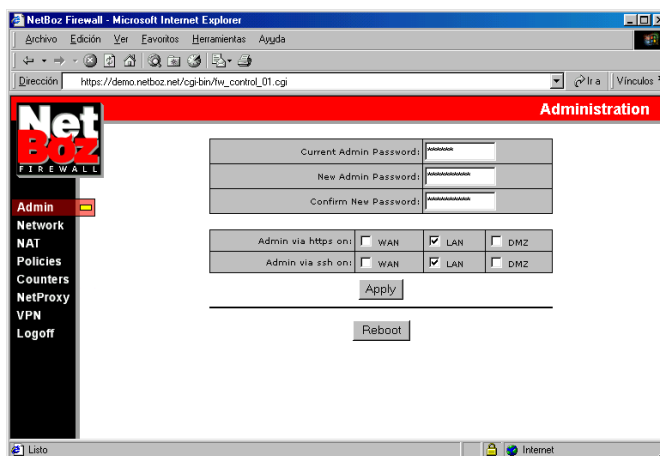 NetBoz Firewall - Microsoft Internet Explorer
Archivo Edición Ver Favoritos Herramientas Ayuda
Dirección https://demo.netboz.net/cgi-bin/fw_control_01.cgi Ir a Vínculos
Administration
Net
Boz
FIREWALL
Current Admin Password: ******
New Admin Password: **********
Confirm New Password: **********
Admin
Network
NAT
Policies
Counters
NetProxy
VPN
Logoff
Admin via https on: WAN LAN DMZ
Admin via ssh on: WAN LAN DMZ
Apply
Reboot
Listo Internet